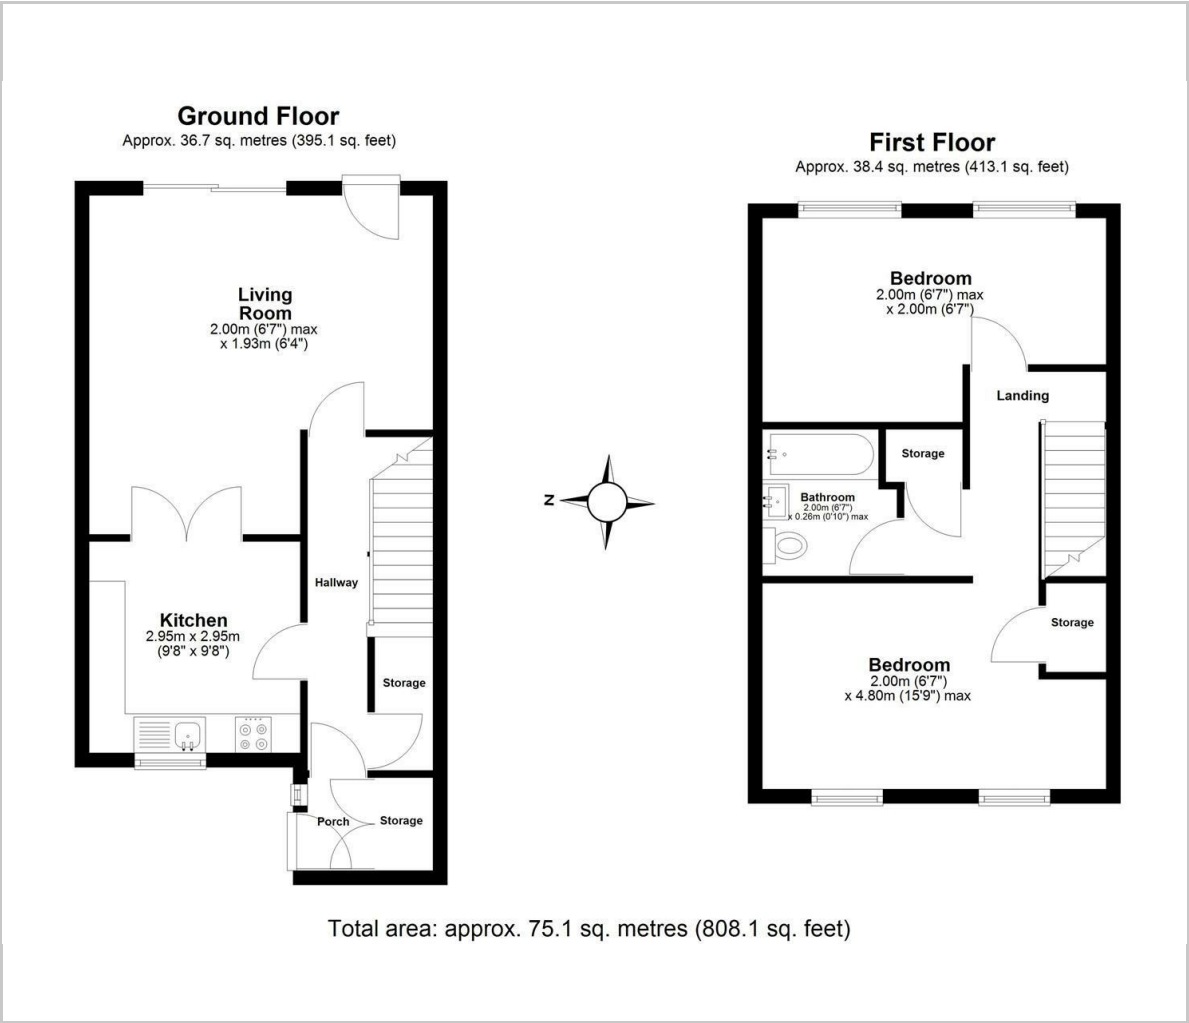 Ground Floor
Approx. 36.7 sq. metres (395.1 sq. feet)
Living
Room
2.00m (6'7") max
x 1.93m (6'4")
Kitchen
2.95m x 2.95m
(9'8" x 9'8")
Hallway
Storage
Porch
Storage
N
First Floor
Approx. 38.4 sq. metres (413.1 sq. feet)
Bedroom
2.00m (6'7") max
x 2.00m (6'7")
Landing
Storage
Bathroom
2.00m (6'7")
x 0.26m (0'10") max
Storage
Bedroom
2.00m (6'7")
x 4.80m (15'9") max
Total area: approx. 75.1 sq. metres (808.1 sq. feet)